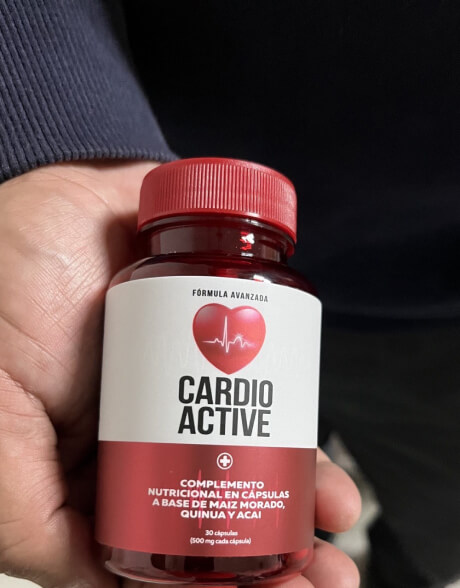 FÓRMULA AVANZADA
CARDIO
ACTIVE
COMPLEMENTO
NUTRICIONAL EN CÁPSULAS
A BASE DE MAIZ MORADO,
QUINUA Y ACAI
30 cápsulas
(500 mg cada cápsula)